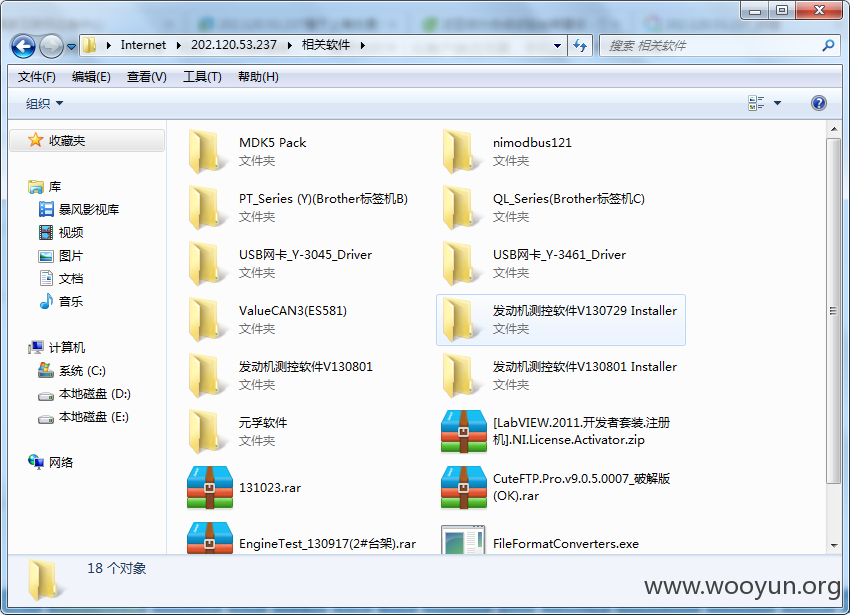 Internet ▸ 202.120.53.237 ▸ 相关软件 ▸
搜索 相关软件
文件(F) 编辑(E) 查看(V) 工具(T) 帮助(H)
组织
收藏夹
库
暴风影视库
视频
图片
文档
音乐
计算机
系统 (C:)
本地磁盘 (D:)
本地磁盘 (E:)
网络
MDK5 Pack
文件夹
nimodbus121
文件夹
PT_Series (Y)(Brother标签机B)
文件夹
QL_Series(Brother标签机C)
文件夹
USB网卡_Y-3045_Driver
文件夹
USB网卡_Y-3461_Driver
文件夹
ValueCAN3(ES581)
文件夹
发动机测控软件V130729 Installer
文件夹
发动机测控软件V130801
文件夹
发动机测控软件V130801 Installer
文件夹
元孚软件
文件夹
[LabVIEW.2011.开发者套装.注册
机].NI.License.Activator.zip
131023.rar
CuteFTP.Pro.v9.0.5.0007_破解版
(OK).rar
EngineTest_130917(2#台架).rar
FileFormatConverters.exe
18 个对象
www.wooyun.org